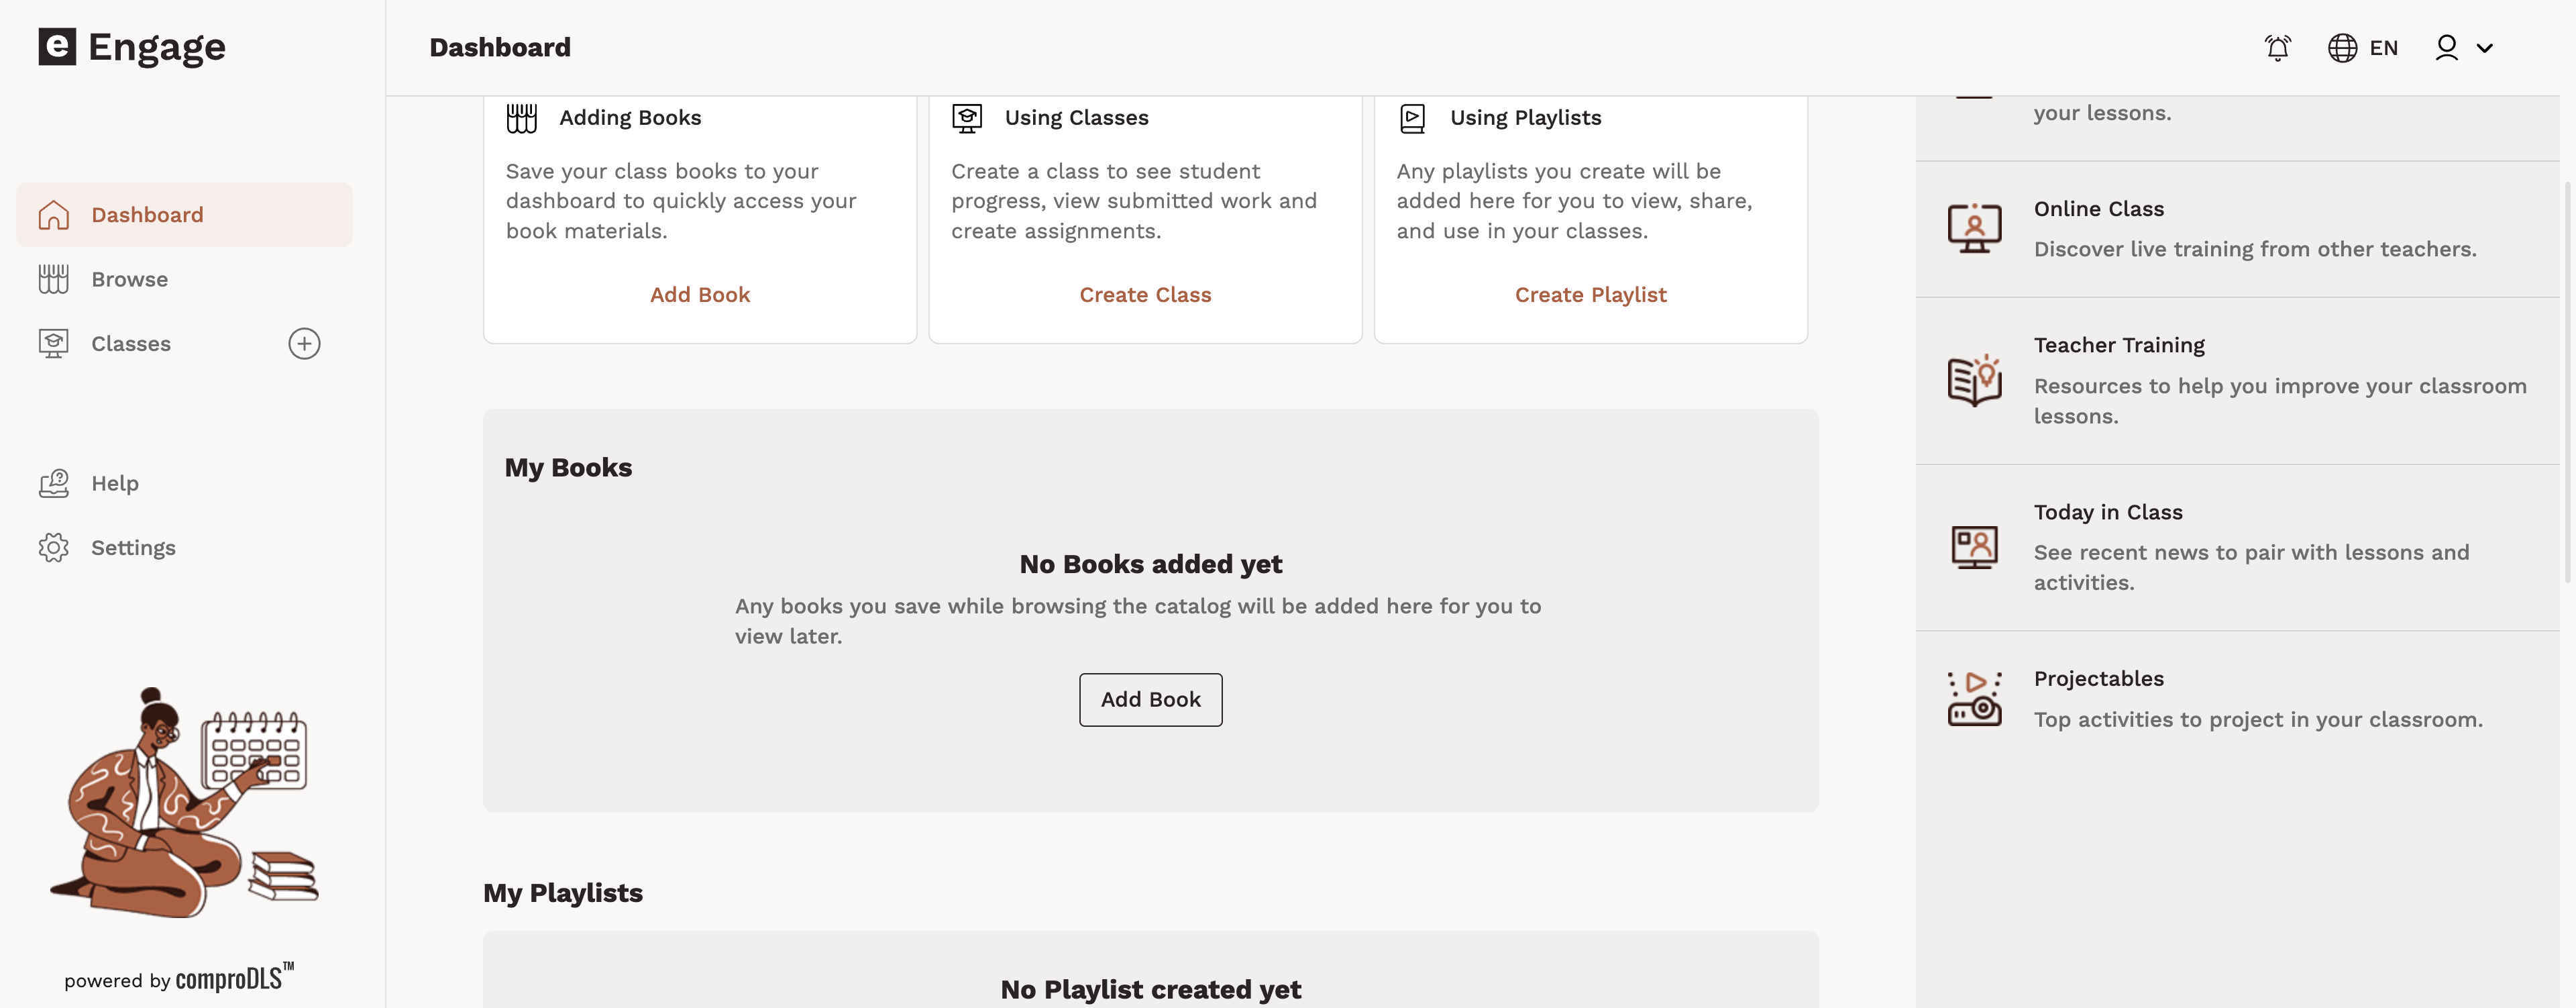 e Engage
Dashboard
EN
Dashboard
Browse
Classes
Help
Settings
powered by comproDLS™
Adding Books
Save your class books to your
dashboard to quickly access your
book materials.
Add Book
Using Classes
Create a class to see student
progress, view submitted work and
create assignments.
Create Class
Using Playlists
Any playlists you create will be
added here for you to view, share,
and use in your classes.
Create Playlist
My Books
No Books added yet
Any books you save while browsing the catalog will be added here for you to
view later.
Add Book
My Playlists
No Playlist created yet
your lessons.
Online Class
Discover live training from other teachers.
Teacher Training
Resources to help you improve your classroom
lessons.
Today in Class
See recent news to pair with lessons and
activities.
Projectables
Top activities to project in your classroom.